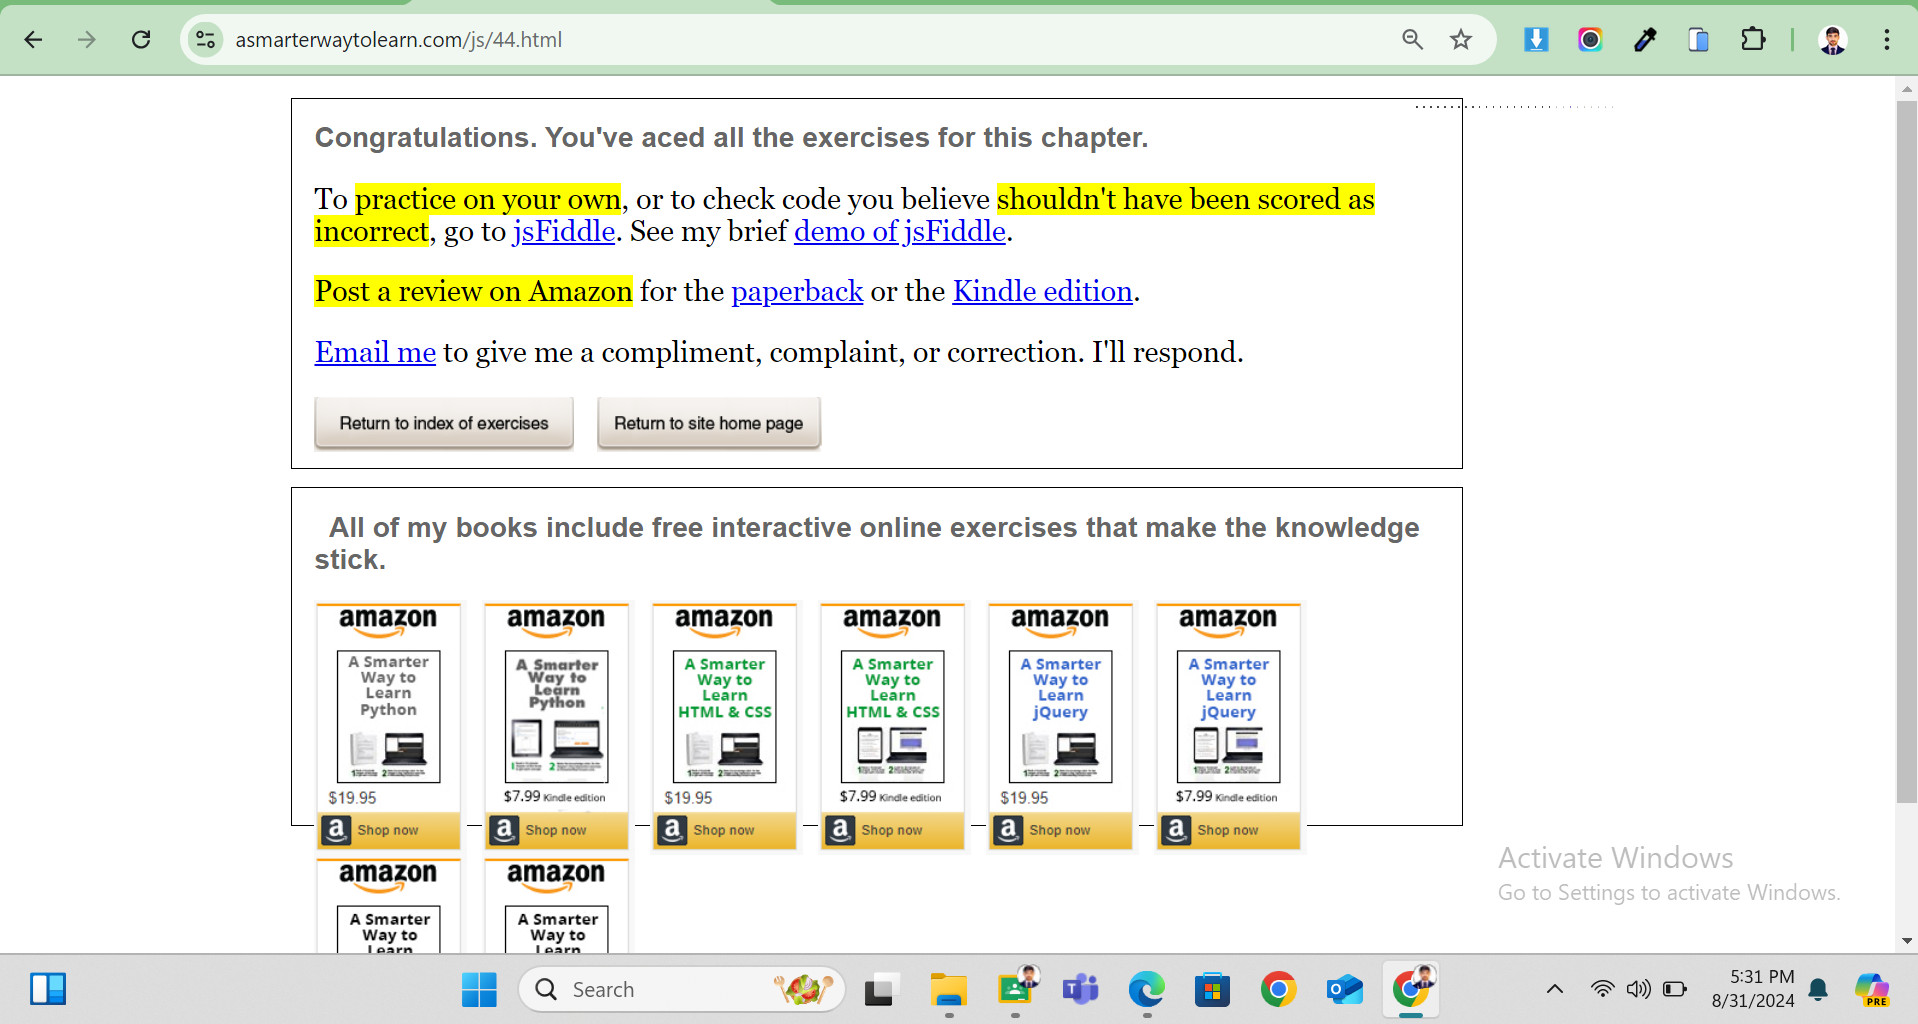 asmarterwaytolearn.com/js/44.html
Congratulations. You've aced all the exercises for this chapter.
To practice on your own, or to check code you believe shouldn't have been scored as
incorrect, go to jsFiddle. See my brief demo of jsFiddle.
Post a review on Amazon for the paperback or the Kindle edition.
Email me to give me a compliment, complaint, or correction. I'll respond.
Return to index of exercises Return to site home page
All of my books include free interactive online exercises that make the knowledge
stick.
amazon amazon amazon amazon amazon amazon
A Smarter A Smarter A Smarter A Smarter A Smarter A Smarter
Way to Way to Way to Way to Way to Way to
Learn Learn Learn Learn Learn Learn
Python Python HTML & CSS HTML & CSS jQuery jQuery
$19.95 $7.99 Kindle edition $19.95 $7.99 Kindle edition $19.95 $7.99 Kindle edition
a Shop now a Shop now a Shop now a Shop now a Shop now a Shop now
amazon amazon
A Smarter A Smarter
Way to Way to
Learn Learn
Activate Windows
Go to Settings to activate Windows.
Search
5:31 PM
8/31/2024
PRE